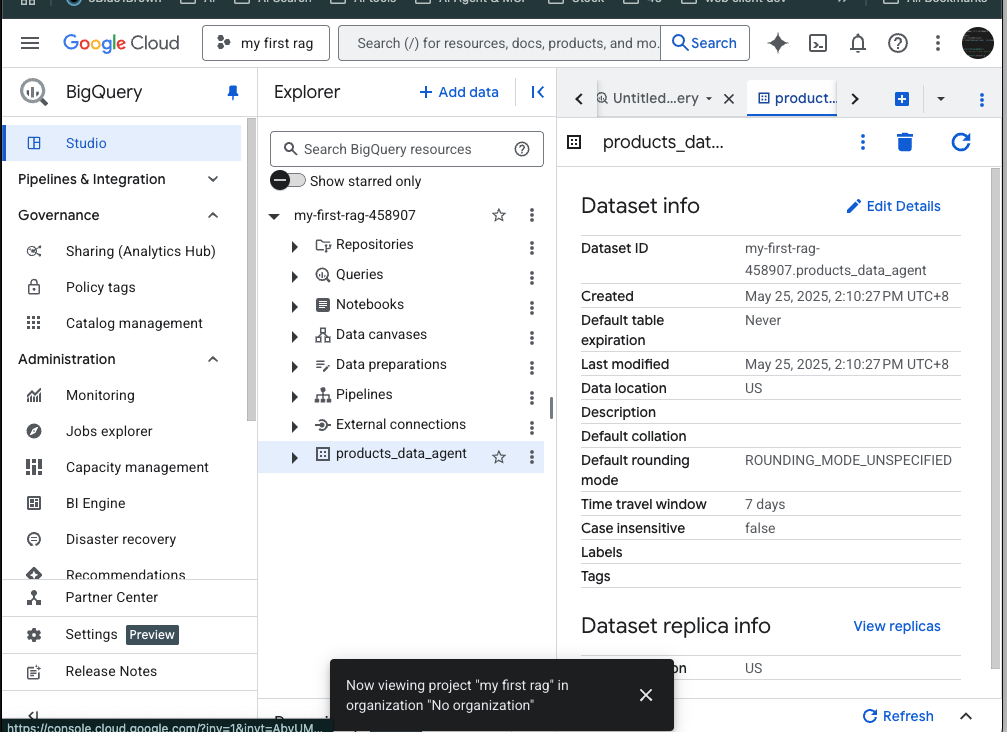 Google Cloud
my first rag
Search (/) for resources, docs, products, and mo.
Search
BigQuery
Studio
Pipelines & Integration
Governance
Sharing (Analytics Hub)
Policy tags
Catalog management
Administration
Monitoring
Jobs explorer
Capacity management
BI Engine
Disaster recovery
Recommendations
Partner Center
Settings Preview
Release Notes
https://console.cloud.google.com/?inv=1&invt=AbyUM...
Explorer
+ Add data
Search BigQuery resources
Show starred only
my-first-rag-458907
Repositories
Queries
Notebooks
Data canvases
Data preparations
Pipelines
External connections
products_data_agent
Untitled...ery
product...
products_dat...
Dataset info
Edit Details
Dataset ID my-first-rag-
458907.products_data_agent
Created May 25, 2025, 2:10:27 PM UTC+8
Default table
expiration Never
Last modified May 25, 2025, 2:10:27 PM UTC+8
Data location US
Description
Default collation
Default rounding
mode ROUNDING_MODE_UNSPECIFIED
Time travel window 7 days
Case insensitive false
Labels
Tags
Dataset replica info
View replicas
US
Now viewing project "my first rag" in
organization "No organization"
Refresh